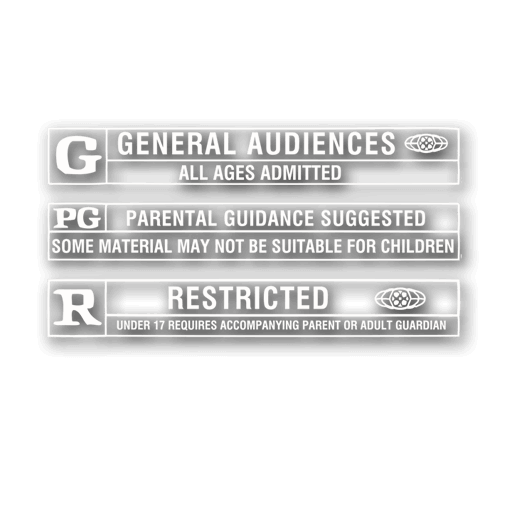 G
GENERAL AUDIENCES
ALL AGES ADMITTED
PG
PARENTAL GUIDANCE SUGGESTED
SOME MATERIAL MAY NOT BE SUITABLE FOR CHILDREN
R
RESTRICTED
UNDER 17 REQUIRES ACCOMPANYING PARENT OR ADULT GUARDIAN